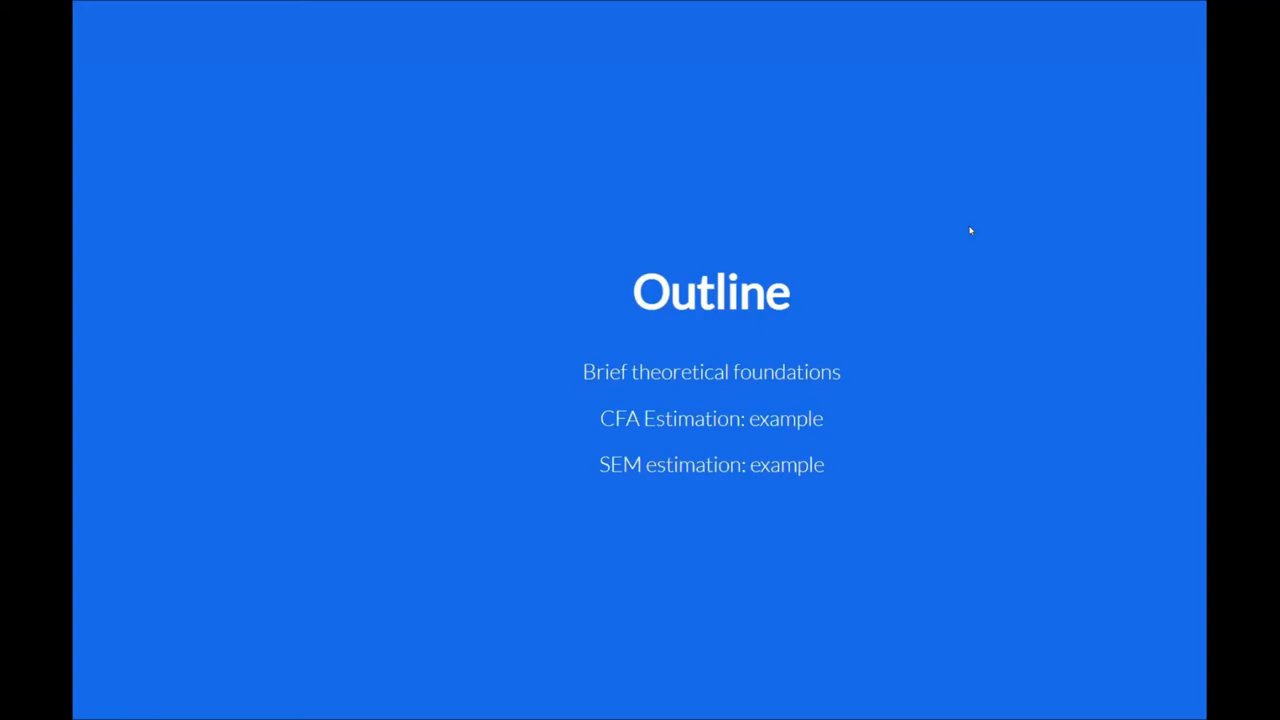 Outline
Brief theoretical foundations
CFA Estimation: example
SEM estimation: example